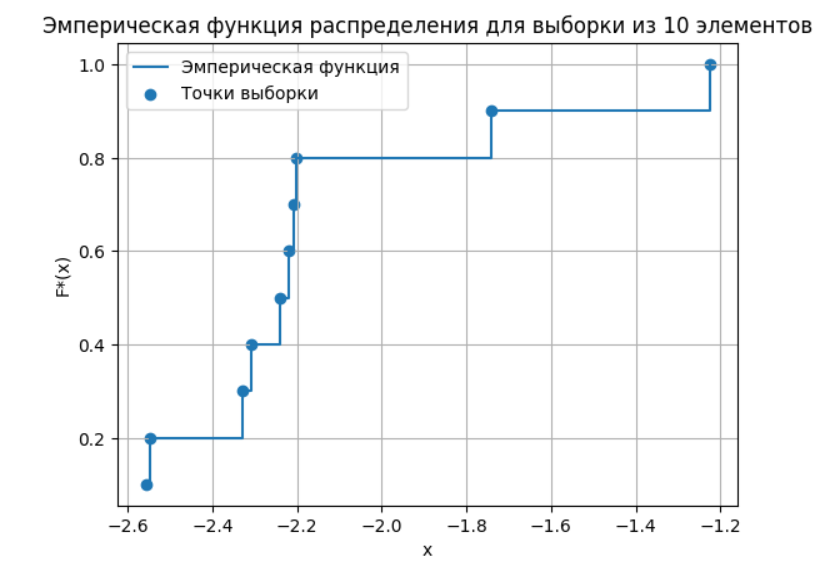 Эмперическая функция распределения для выборки из 10 элементов
Эмперическая функция
Точки выборки
1.0
0.8
0.6
0.4
0.2
F*(x)
−2.6 −2.4 −2.2 −2.0 −1.8 −1.6 −1.4 −1.2
x